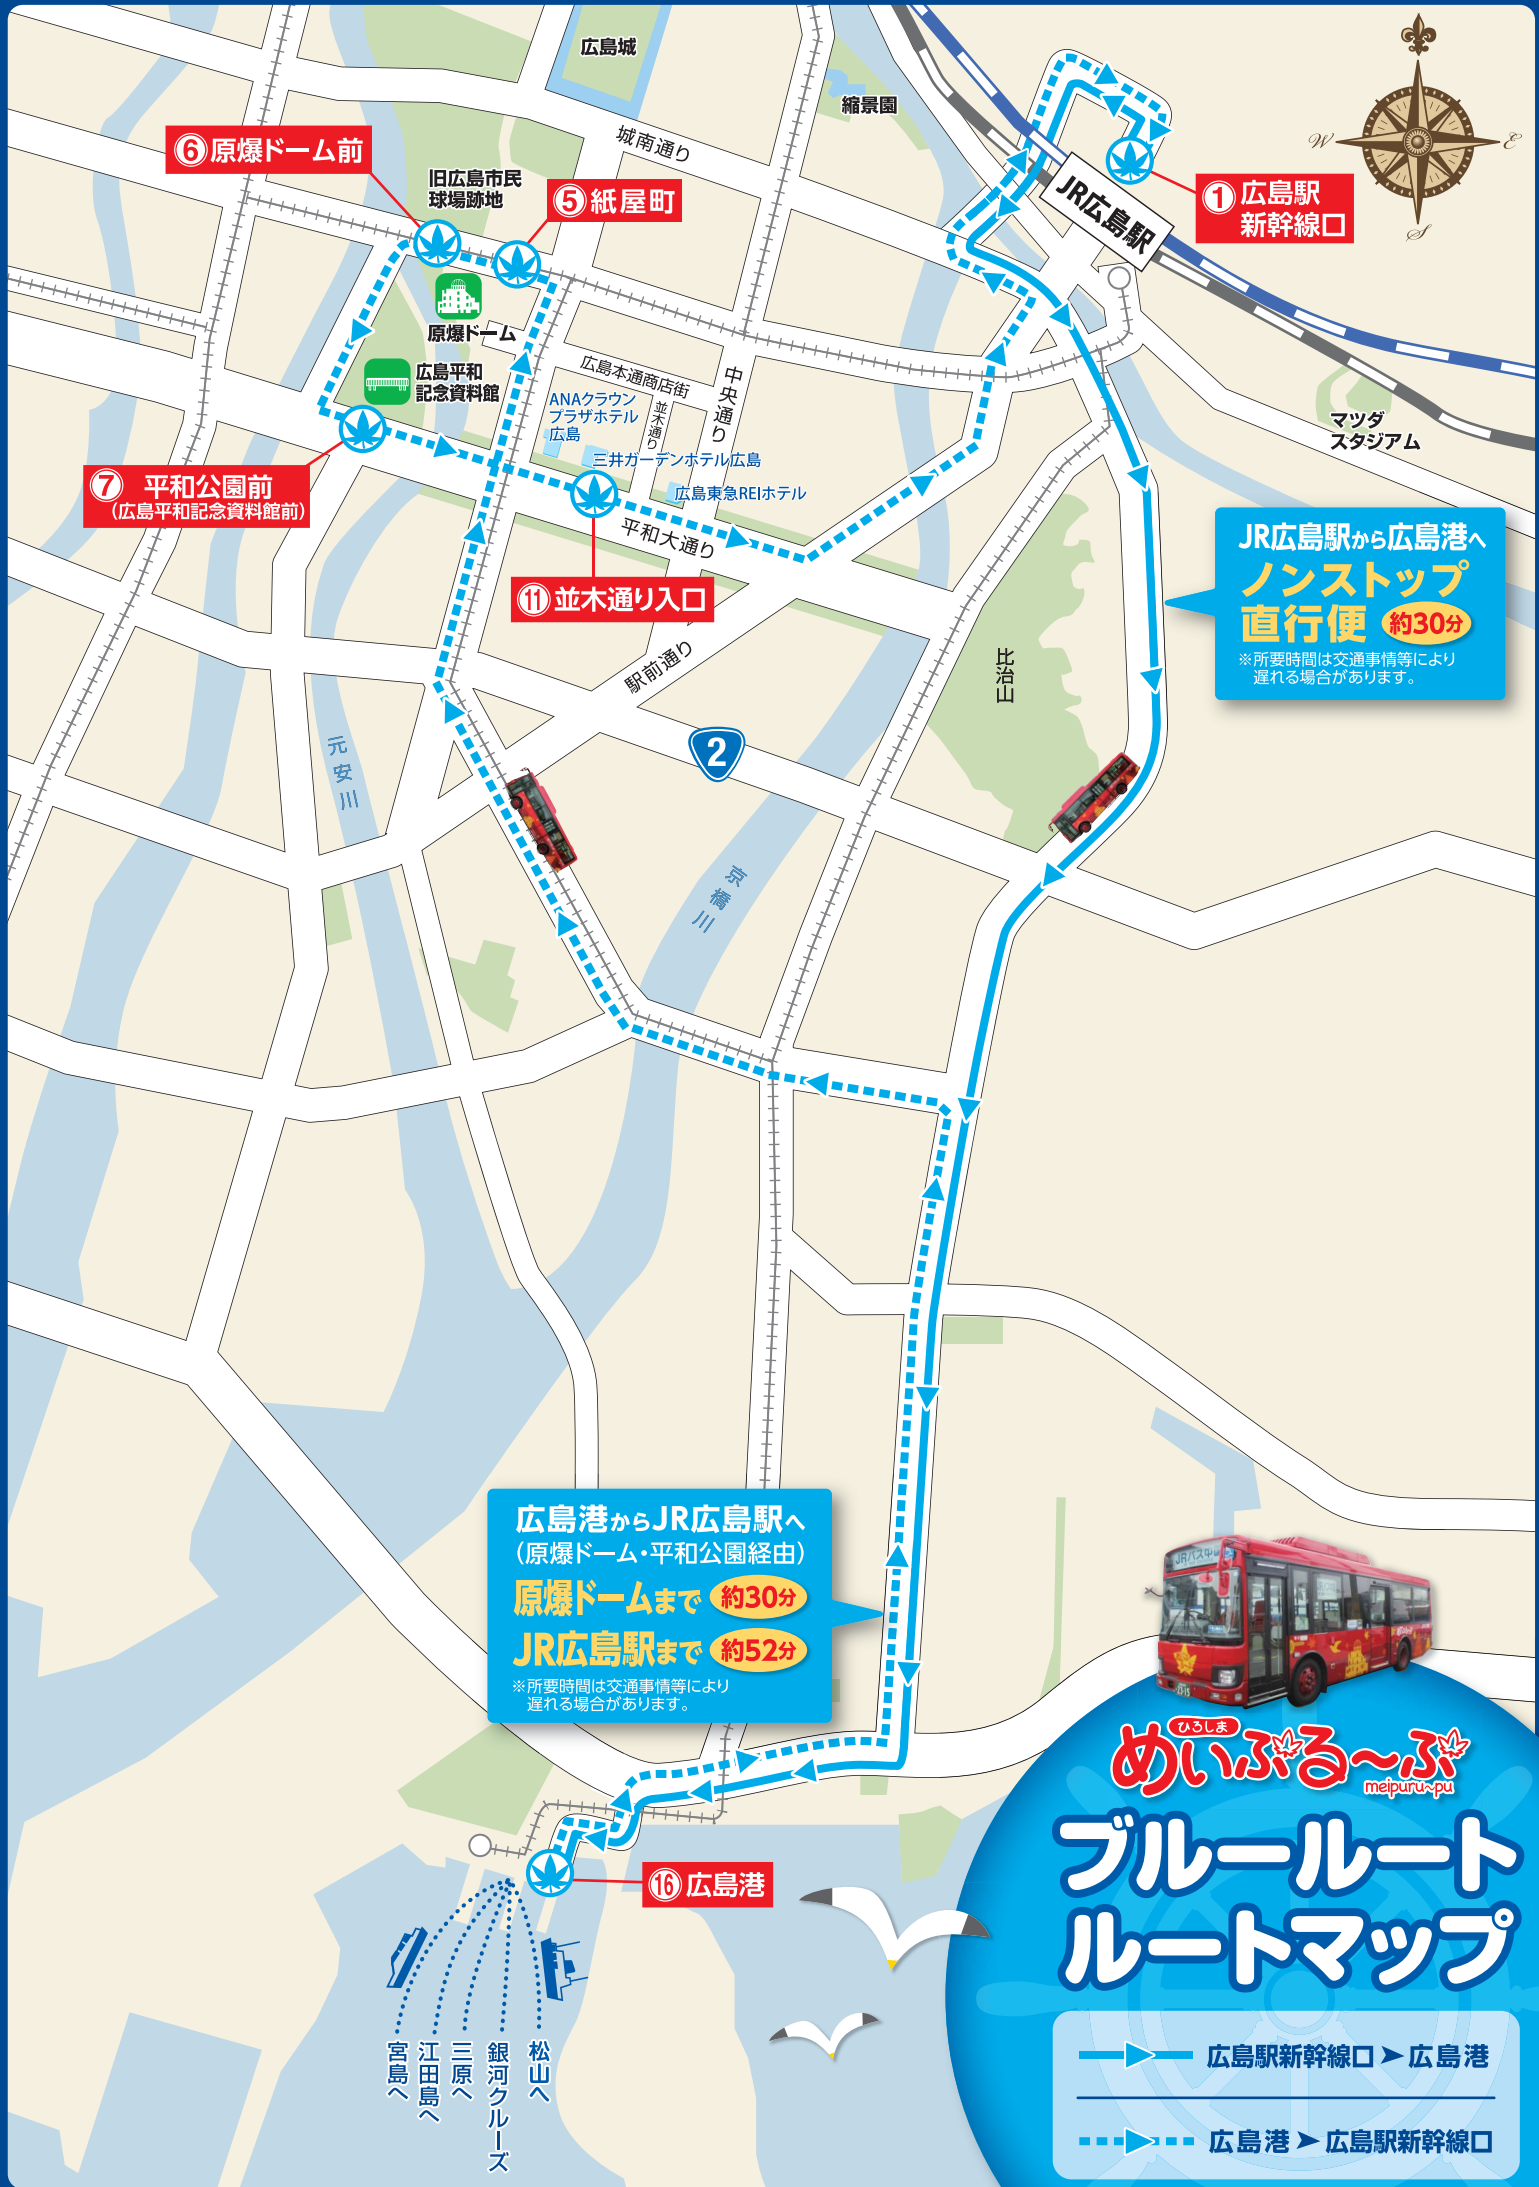 広島城
縮景園
城南通り
⑥原爆ドーム前
旧広島市民
球場跡地
⑤紙屋町
JR広島駅
①広島駅
新幹線口
W
E
S
原爆ドーム
広島平和
記念資料館
広島本通商店街
中央通り
並木通り
ANAクラウン
プラザホテル
広島
三井ガーデンホテル広島
広島東急REIホテル
マツダ
スタジアム
⑦平和公園前
(広島平和記念資料館前)
平和大通り
⑪並木通り入口
JR広島駅から広島港へ
ノンストップ
直行便 約30分
※所要時間は交通事情等により
遅れる場合があります。
駅前通り
比治山
2
元安川
京橋川
広島港からJR広島駅へ
(原爆ドーム・平和公園経由)
原爆ドームまで 約30分
JR広島駅まで 約52分
※所要時間は交通事情等により
遅れる場合があります。
⑯広島港
宮島へ
江田島へ
三原へ
銀河クルーズ
松山へ
ひろしま
めいぷる〜ぷ
meipuru~pu
ブルールート
ルートマップ
広島駅新幹線口➤広島港
広島港➤広島駅新幹線口